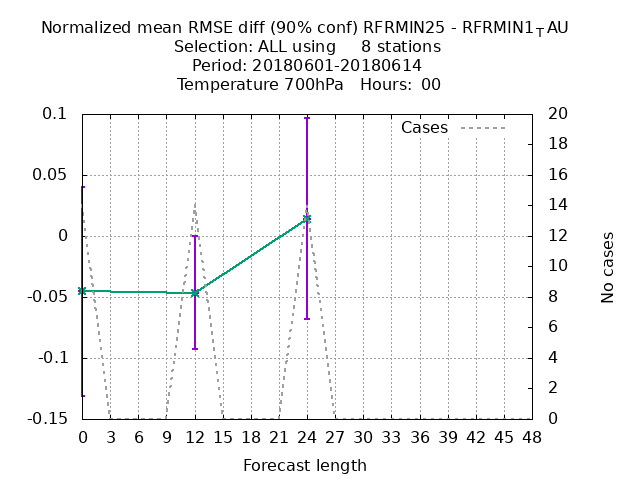 Normalized mean RMSE diff (90% conf) RFRMIN25 - RFRMIN1_TAU
Selection: ALL using 8 stations
Period: 20180601-20180614
Temperature 700hPa Hours: 00
0.1 20
Cases
18
0.05 16
14
0 12
10
-0.05 8
6
-0.1 4
2
-0.15 0
No cases
0 3 6 9 12 15 18 21 24 27 30 33 36 39 42 45 48
Forecast length